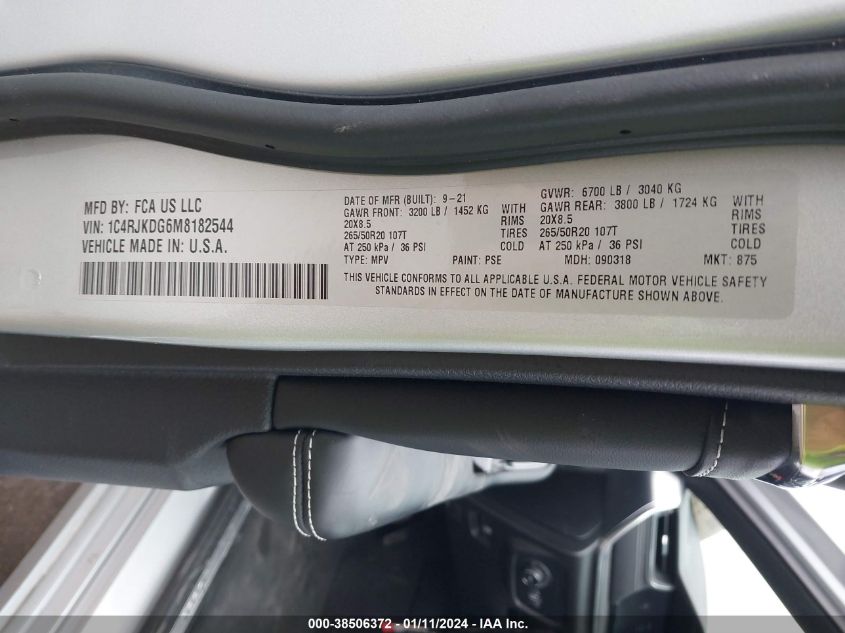 MFD BY: FCA US LLC
VIN: 1C4RJKDG6M8182544
VEHICLE MADE IN: U.S.A.
DATE OF MFR (BUILT): 9-21
GAWR FRONT: 3200 LB / 1452 KG WITH
20X8.5 RIMS
265/50R20 107T TIRES
AT 250 kPa / 36 PSI COLD
TYPE: MPV PAINT: PSE
GVWR: 6700 LB / 3040 KG
GAWR REAR: 3800 LB / 1724 KG WITH
20X8.5 RIMS
265/50R20 107T TIRES
AT 250 kPa / 36 PSI COLD
MDH: 090318 MKT: 875
THIS VEHICLE CONFORMS TO ALL APPLICABLE U.S.A. FEDERAL MOTOR VEHICLE SAFETY
STANDARDS IN EFFECT ON THE DATE OF MANUFACTURE SHOWN ABOVE.
000-38506372 - 01/11/2024 - IAA Inc.